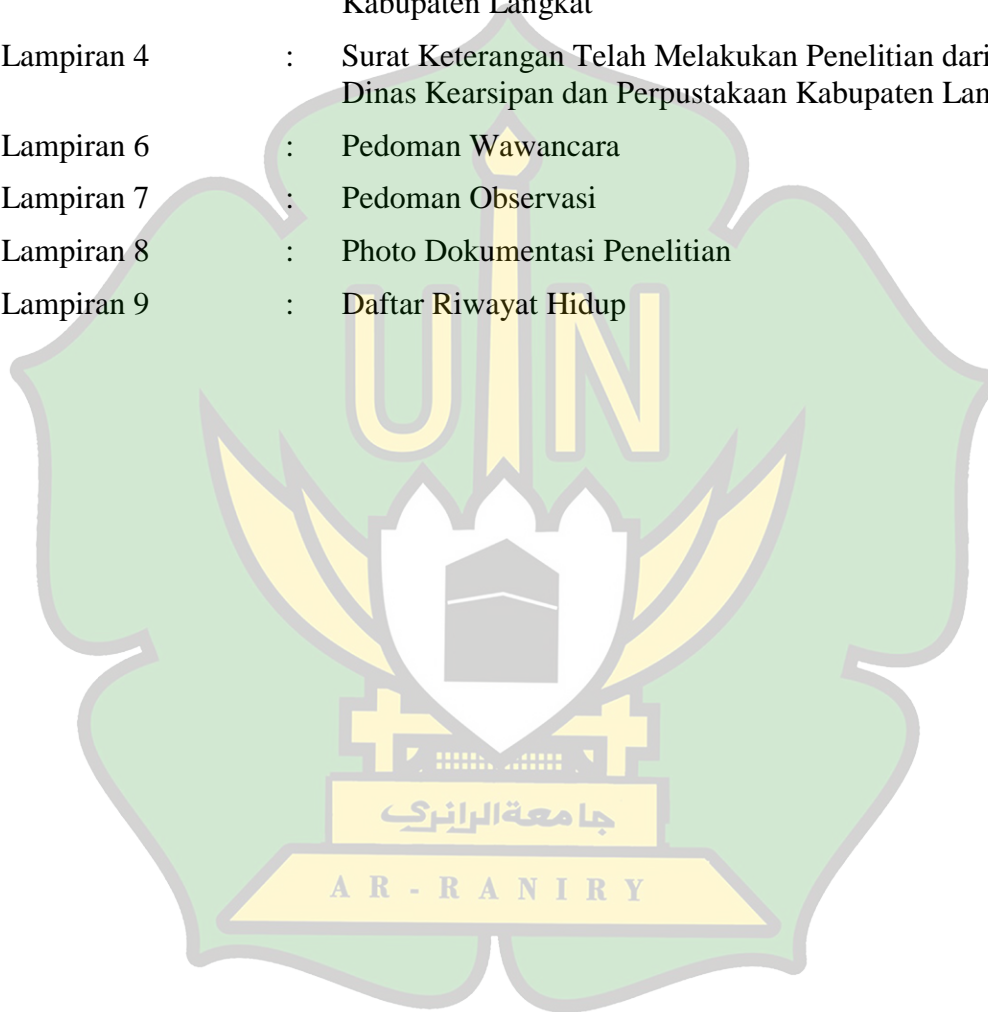 Kabupaten Langkat
Lampiran 4 : Surat Keterangan Telah Melakukan Penelitian dari
Dinas Kearsipan dan Perpustakaan Kabupaten
Lampiran 6 : Pedoman Wawancara
Lampiran 7 : Pedoman Observasi
Lampiran 8 : Photo Dokumentasi Penelitian
Lampiran 9 : Daftar Riwayat Hidup
UIN
جامعة الرانري
AR-RANIRY